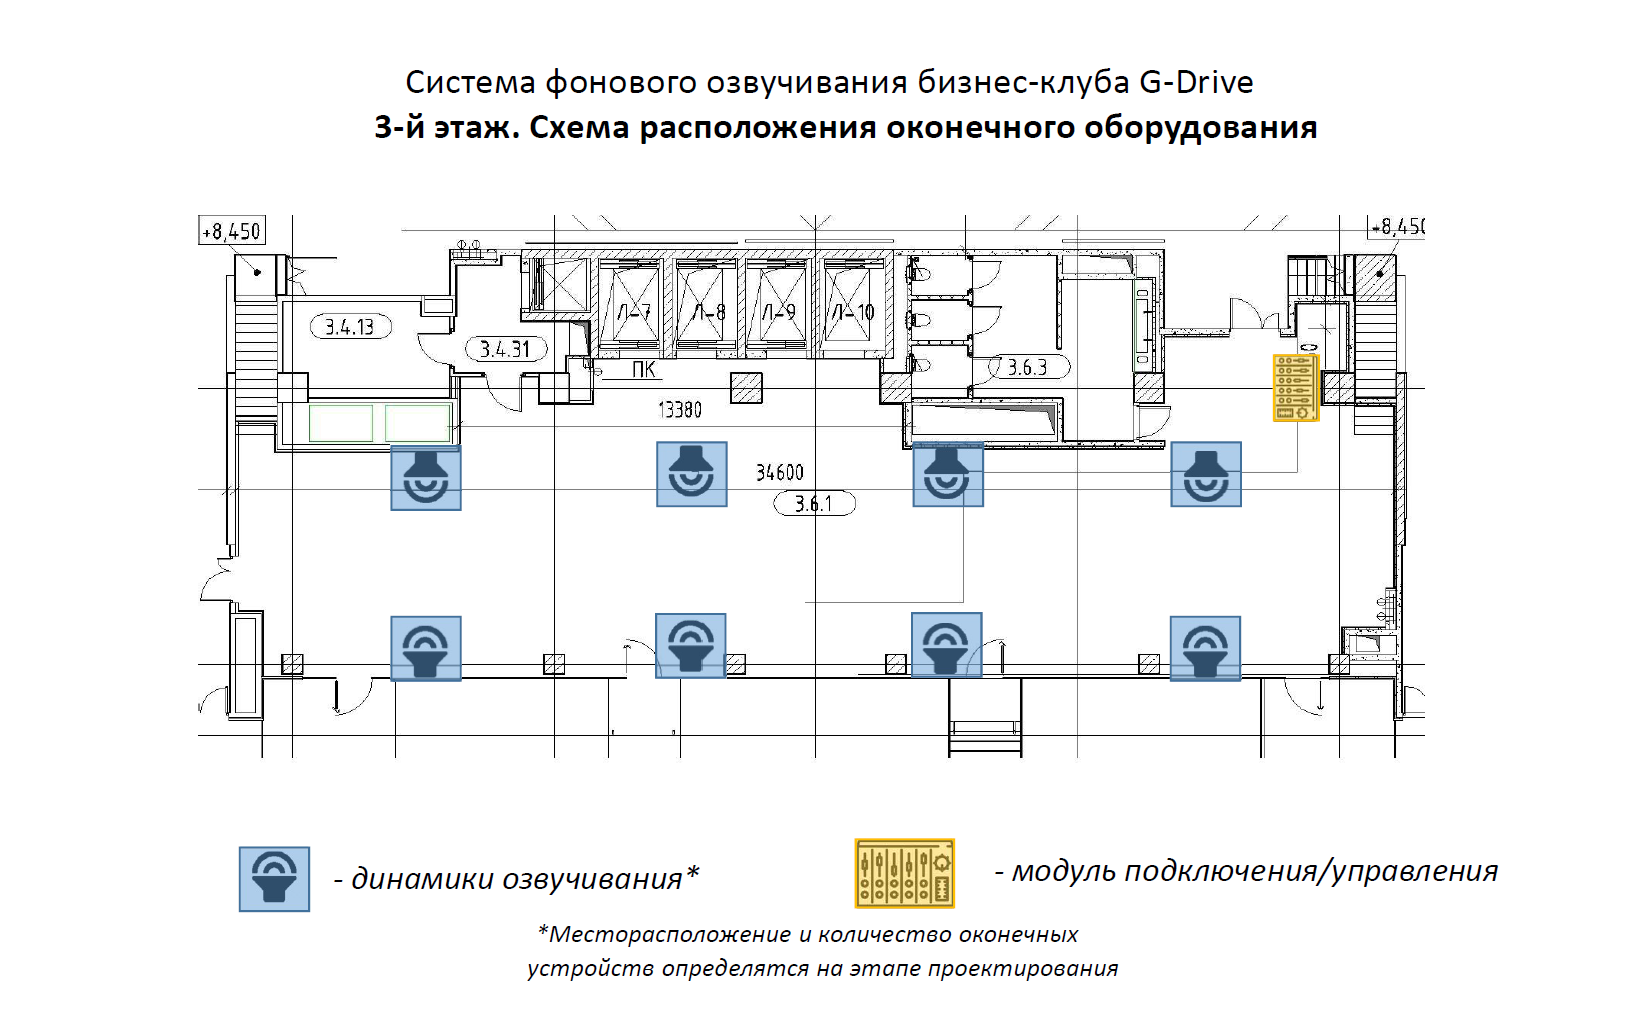 Система фонового озвучивания бизнес-клуба G-Drive
3-й этаж. Схема расположения оконечного оборудования
+8,450
+8,450
3.4.13
3.4.31
Л-7
Л-8
Л-9
Л-10
ПК
3.6.3
13380
34600
3.6.1
- динамики озвучивания*
- модуль подключения/управления
*Месторасположение и количество оконечных
устройств определятся на этапе проектирования